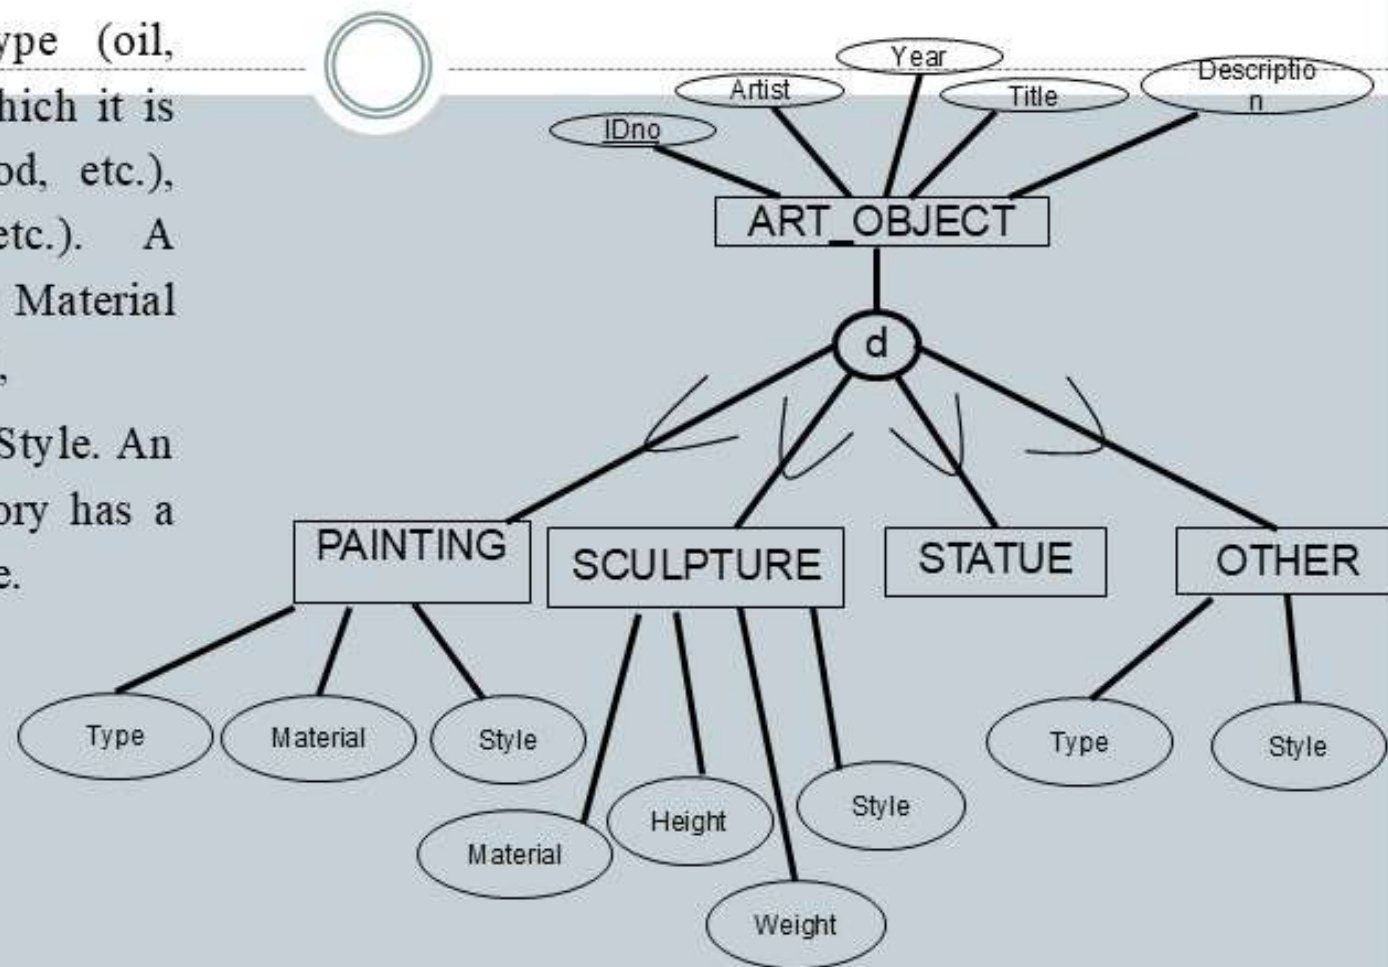 ype (oil,
hich it is
od, etc.),
etc.). A
Material
,
Style. An
ory has a
e.
Year
Artist
Title
Descriptio
n
IDno
ART_OBJECT
d
PAINTING
SCULPTURE
STATUE
OTHER
Type
Material
Style
Type
Style
Material
Height
Style
Weight